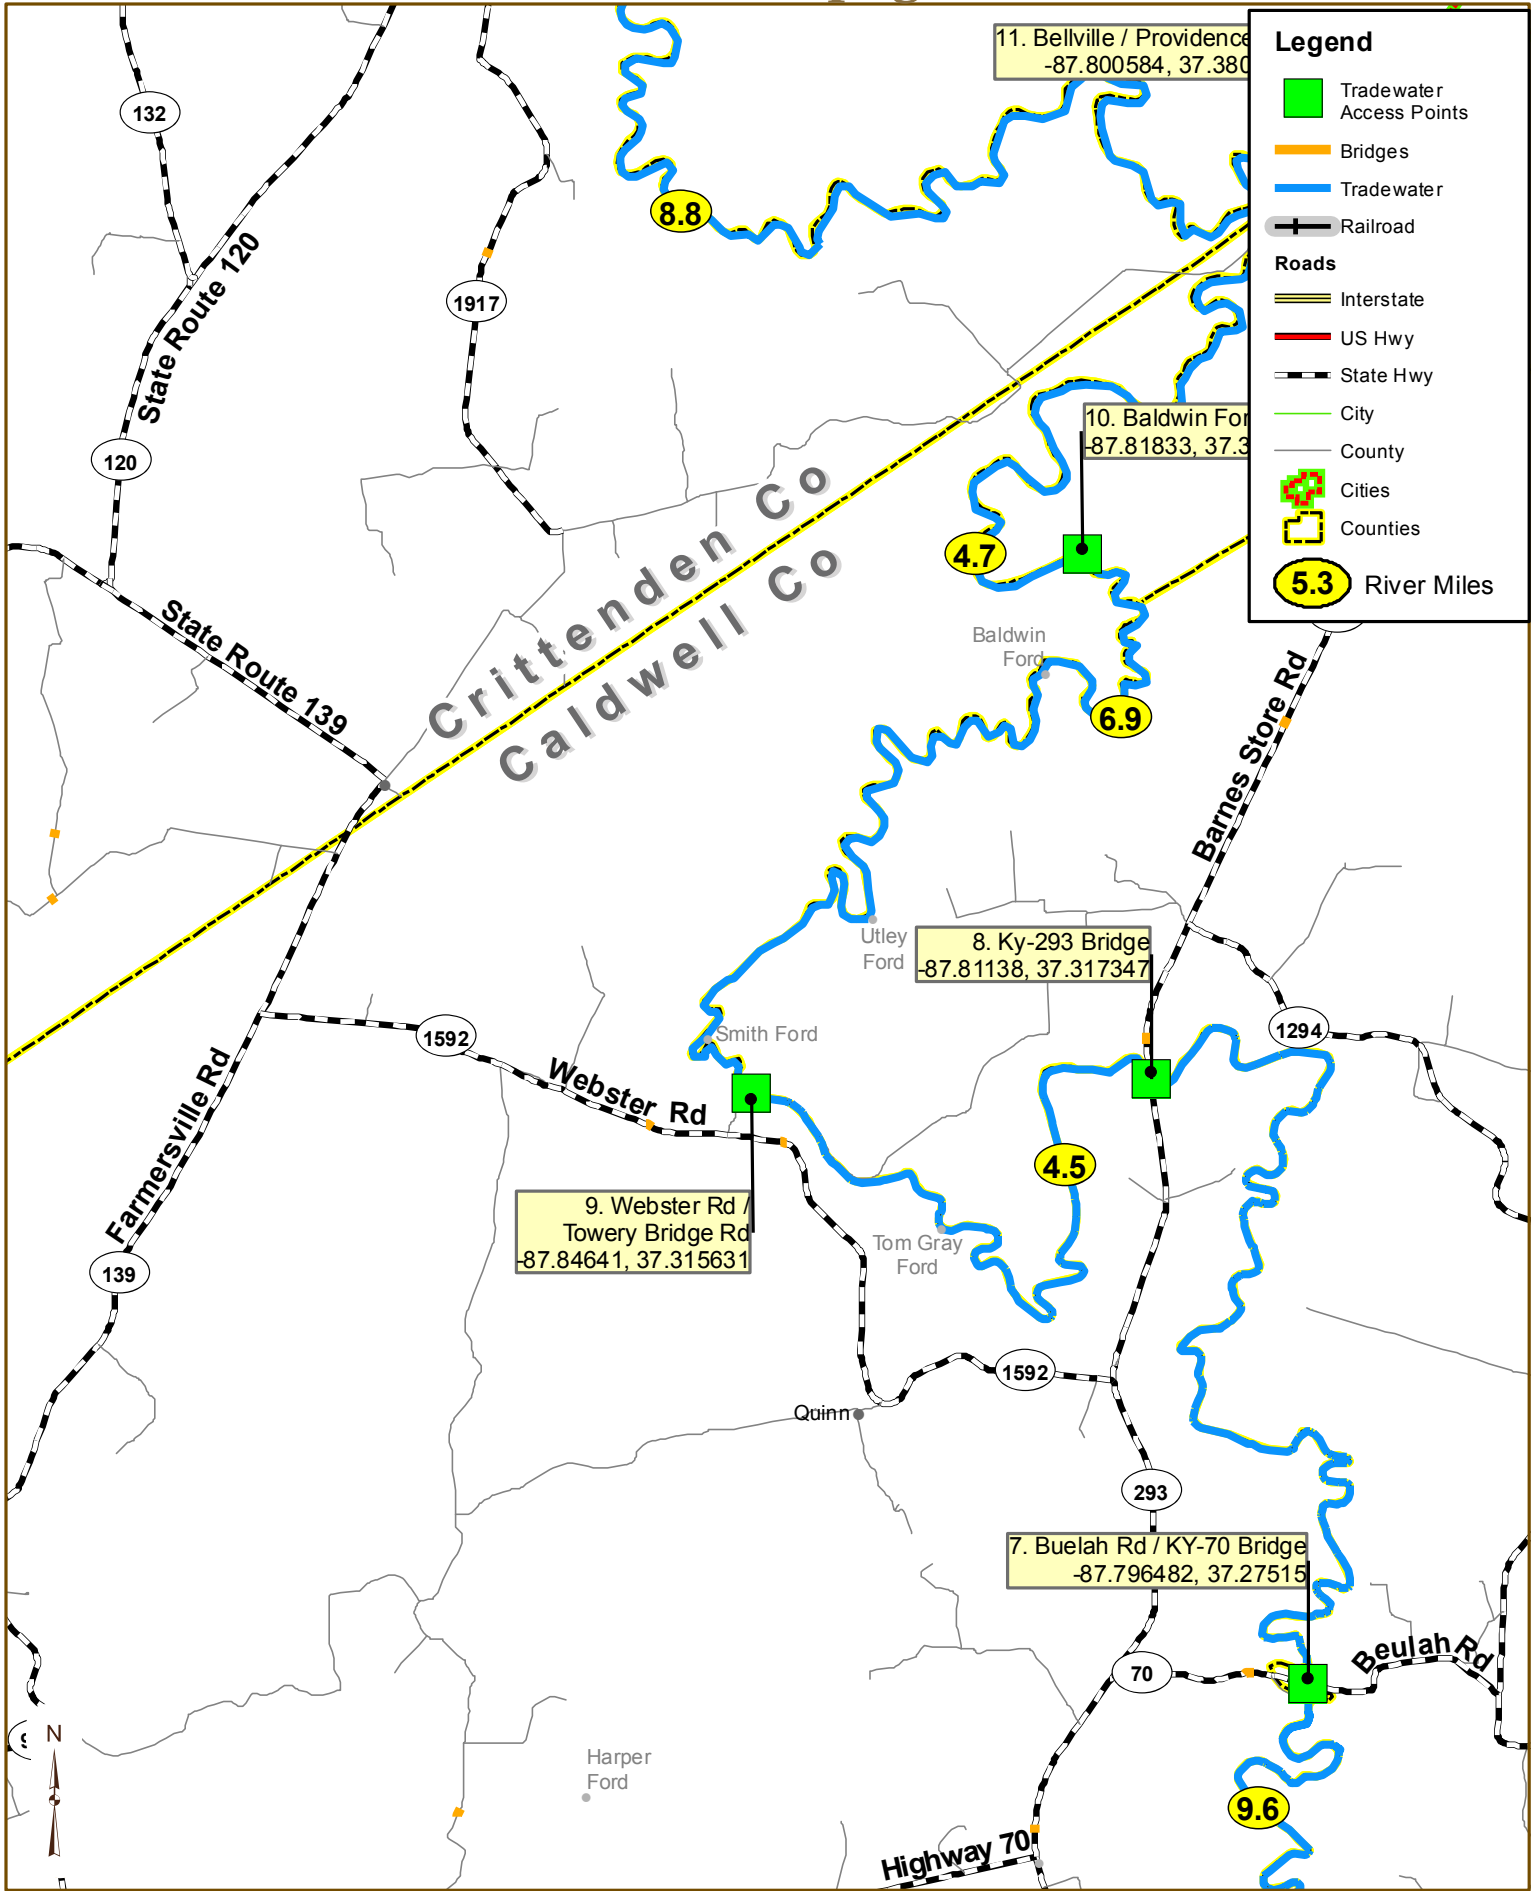 11. Bellville / Providence
-87.800584, 37.380
Legend
Tradewater
Access Points
Bridges
Tradewater
Railroad
Roads
Interstate
US Hwy
State Hwy
City
County
Cities
Counties
5.3 River Miles
132
8.8
State Route 120
1917
120
10. Baldwin For
-87.81833, 37.3
4.7
Crittenden Co
Caldwell Co
State Route 139
Baldwin
Ford
6.9
Barnes Store Rd
Utley
Ford
8. Ky-293 Bridge
-87.81138, 37.317347
1294
Smith Ford
1592
Webster Rd
Farmersville Rd
4.5
9. Webster Rd /
Towery Bridge Rd
-87.84641, 37.315631
Tom Gray
Ford
139
1592
Quinn
293
7. Buelah Rd / KY-70 Bridge
-87.796482, 37.27515
70
Beulah Rd
N
Harper
Ford
9.6
Highway 70